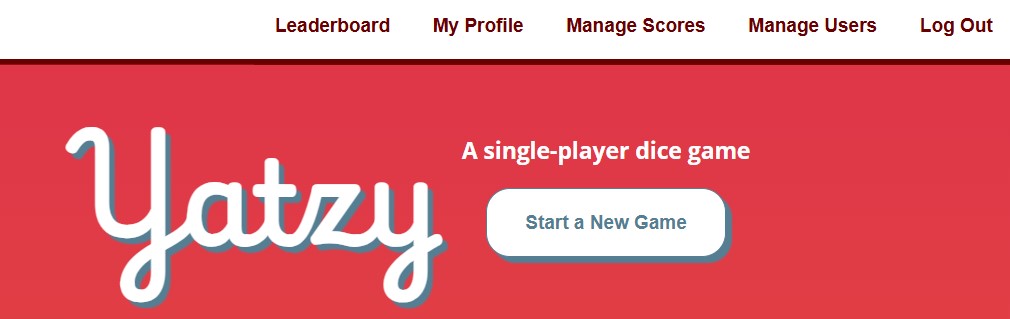 Leaderboard My Profile Manage Scores Manage Users Log Out
Yatzy
A single-player dice game
Start a New Game